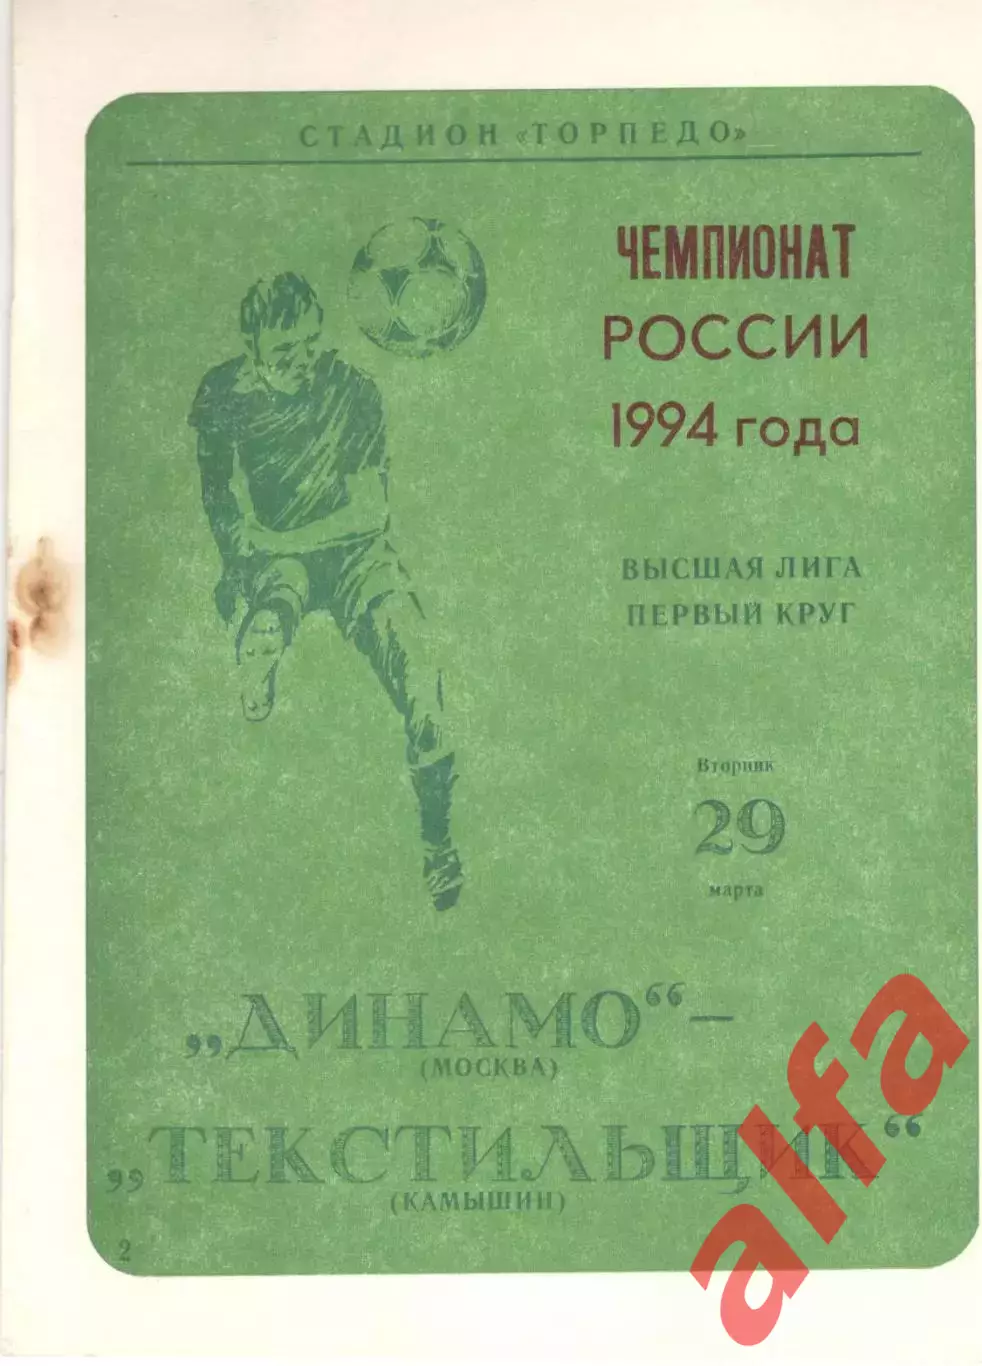 СТАДИОН «ТОРПЕДО»
ЧЕМПИОНАТ
РОССИИ
1994 года
ВЫСШАЯ ЛИГА
ПЕРВЫЙ КРУГ
Вторник
29
марта
„ДИНАМО“ –
(МОСКВА)
„ТЕКСТИЛЬЩИК“
(КАМЫШИН)
2
alfa